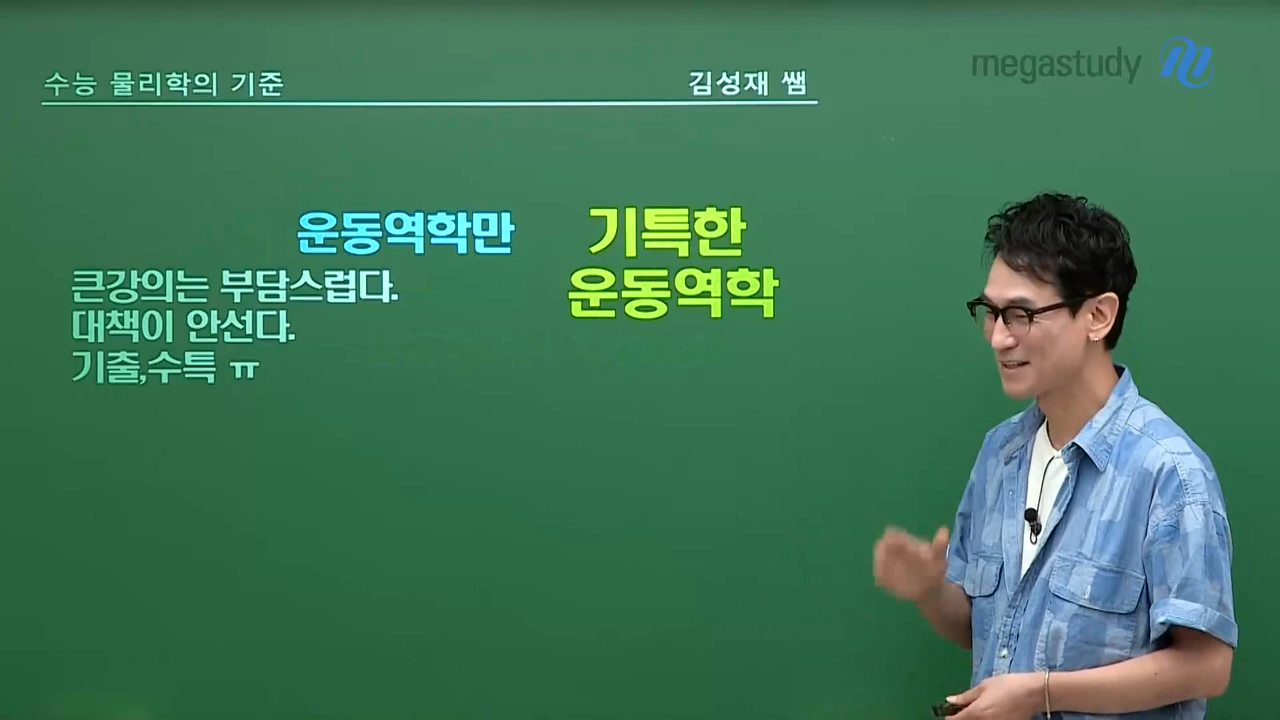 수능 물리학의 기준
김성재 쌤
megastudy
운동역학만
큰강의는 부담스럽다.
대책이 안선다.
기출,수특 ㅠ
기특한
운동역학